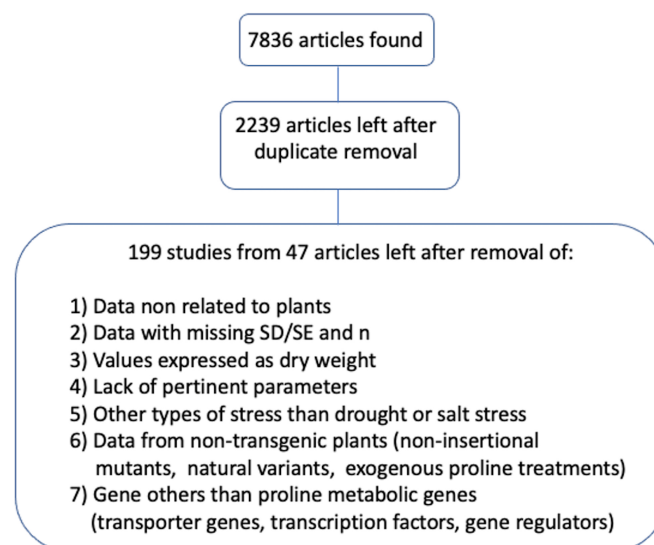 7836 articles found
2239 articles left after
duplicate removal
199 studies from 47 articles left after removal of:
1) Data non related to plants
2) Data with missing SD/SE and n
3) Values expressed as dry weight
4) Lack of pertinent parameters
5) Other types of stress than drought or salt stress
6) Data from non-transgenic plants (non-insertional
mutants, natural variants, exogenous proline treatments)
7) Gene others than proline metabolic genes
(transporter genes, transcription factors, gene regulators)